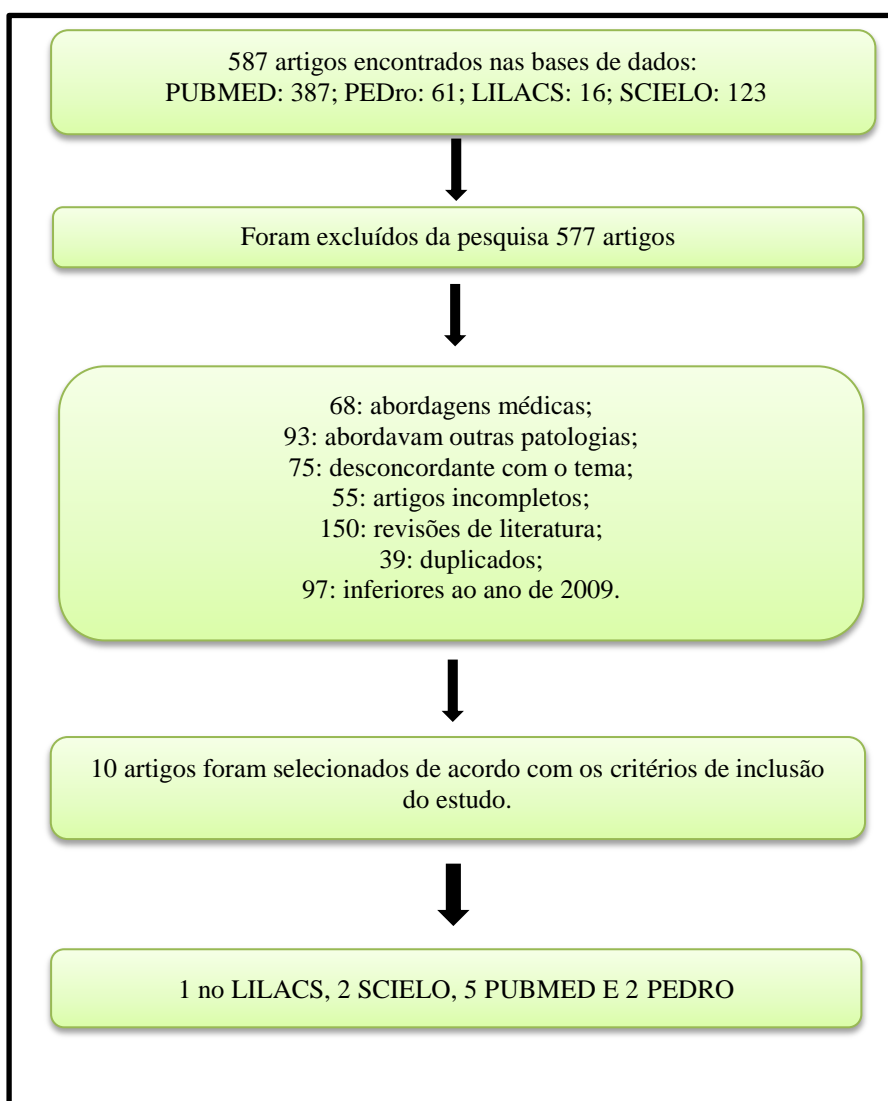 587 artigos encontrados nas bases de dados:
PUBMED: 387; PEDro: 61; LILACS: 16; SCIELO: 123
Foram excluídos da pesquisa 577 artigos
68: abordagens médicas;
93: abordavam outras patologias;
75: desconcordante com o tema;
55: artigos incompletos;
150: revisões de literatura;
39: duplicados;
97: inferiores ao ano de 2009.
10 artigos foram selecionados de acordo com os critérios de inclusão
do estudo.
1 no LILACS, 2 SCIELO, 5 PUBMED E 2 PEDRO